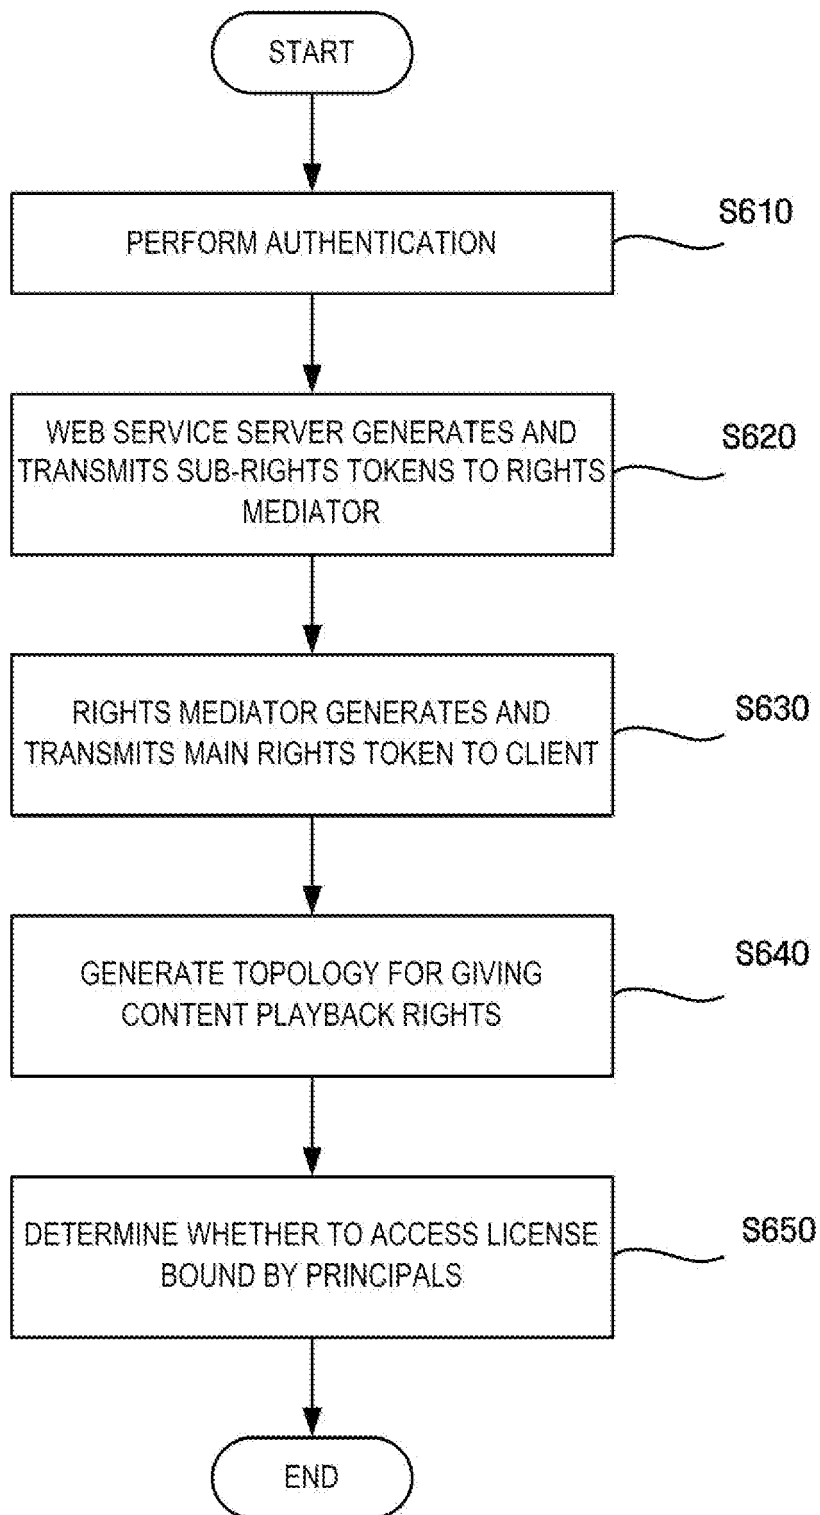 START
PERFORM AUTHENTICATION
S610
WEB SERVICE SERVER GENERATES AND
TRANSMITS SUB-RIGHTS TOKENS TO RIGHTS
MEDIATOR
S620
RIGHTS MEDIATOR GENERATES AND
TRANSMITS MAIN RIGHTS TOKEN TO CLIENT
S630
GENERATE TOPOLOGY FOR GIVING
CONTENT PLAYBACK RIGHTS
S640
DETERMINE WHETHER TO ACCESS LICENSE
BOUND BY PRINCIPALS
S650
END